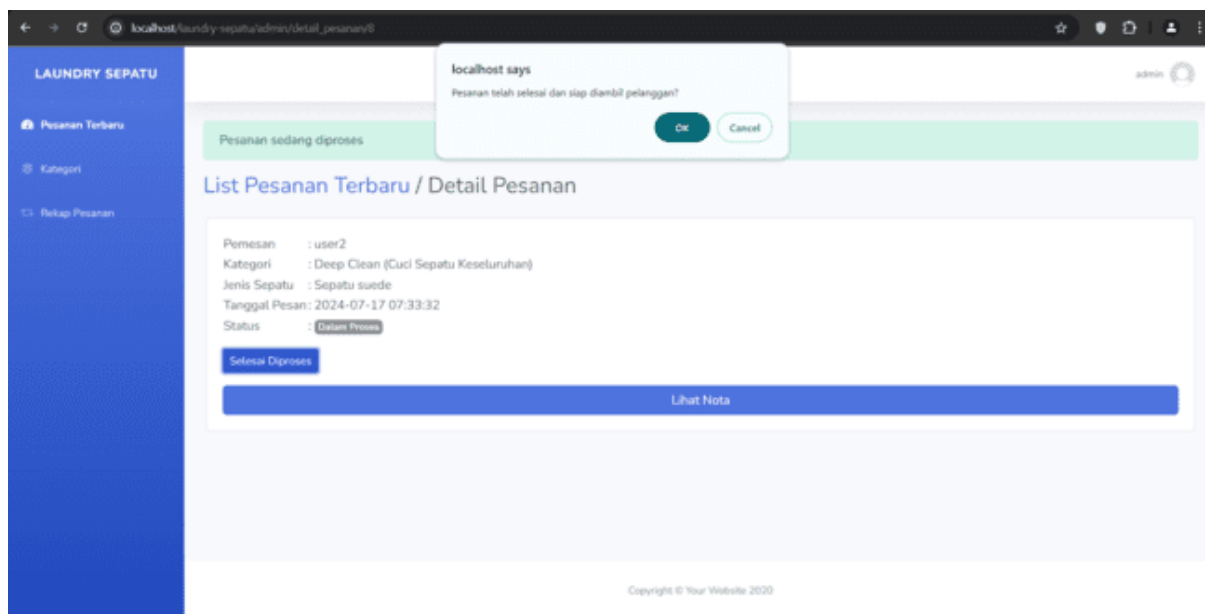 localhost/laundry-sepatu/admin/detail_pesanan/8
LAUNDRY SEPATU
localhost says
Pesanan telah selesai dan siap diambil pelanggan?
OK
Cancel
admin
Pesanan Terbaru
Kategori
Rekap Pesanan
Pesanan sedang diproses
List Pesanan Terbaru / Detail Pesanan
Pemesan : user2
Kategori : Deep Clean (Cuci Sepatu Keseluruhan)
Jenis Sepatu : Sepatu suede
Tanggal Pesan : 2024-07-17 07:33:32
Status : Dalam Proses
Selesai Diproses
Lihat Nota
Copyright © Your Website 2020